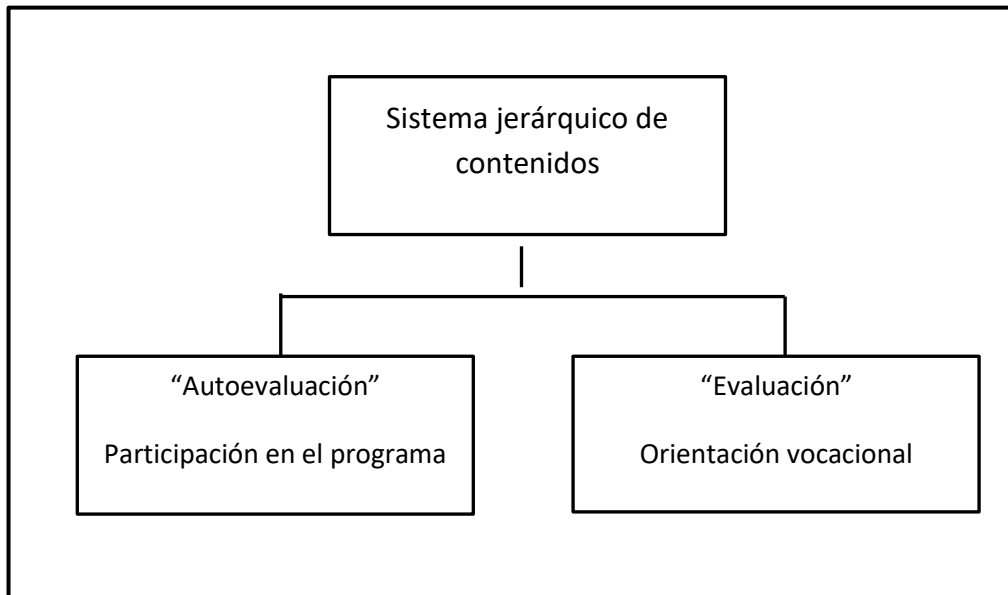 Sistema jerárquico de
contenidos
“Autoevaluación”
Participación en el programa
“Evaluación”
Orientación vocacional